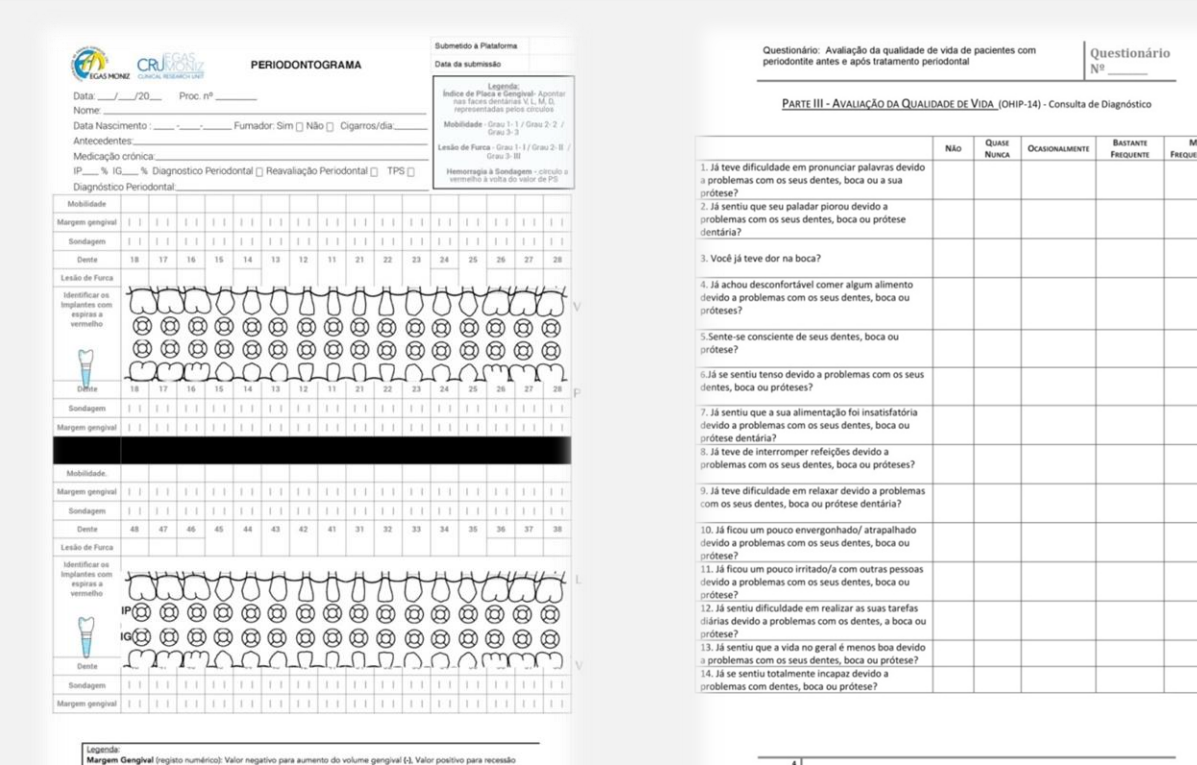 EGAS MONIZ
CRU EGAS MONIZ
CLINICAL RESEARCH UNIT
PERIODONTOGRAMA
Submetido à Plataforma
Data da submissão
Data: ___/___/20__ Proc. nº ________
Nome:
Data Nascimento : ____-____-____ Fumador: Sim □ Não □ Cigarros/dia:______
Antecedentes:
Medicação crónica:
IP___ % IG___ % Diagnostico Periodontal □ Reavaliação Periodontal □ TPS □
Diagnóstico Periodontal:
Legenda:
Índice de Placa e Gengival- Apontar
nas faces dentárias V, L, M, D,
representadas pelos círculos
Mobilidade - Grau 1- 1 / Grau 2- 2 /
Grau 3- 3
Lesão de Furca - Grau 1- I / Grau 2- II /
Grau 3- III
Hemorragia à Sondagem - círculo a
vermelho à volta do valor de PS
Mobilidade
Margem gengival
Sondagem
Dente 18 17 16 15 14 13 12 11 21 22 23 24 25 26 27 28
Lesão de Furca
Identificar os
Implantes com
espiras a
vermelho
V
Dente 18 17 16 15 14 13 12 11 21 22 23 24 25 26 27 28
P
Sondagem
Margem gengival
Mobilidade.
Margem gengival
Sondagem
Dente 48 47 46 45 44 43 42 41 31 32 33 34 35 36 37 38
Lesão de Furca
Identificar os
Implantes com
espiras a
vermelho
L
IP
IG
Dente
V
Sondagem
Margem gengival
Legenda:
Margem Gengival (registo numérico): Valor negativo para aumento do volume gengival (-), Valor positivo para recessão
Questionário: Avaliação da qualidade de vida de pacientes com
periodontite antes e após tratamento periodontal
Questionário
Nº ______
PARTE III - AVALIAÇÃO DA QUALIDADE DE VIDA (OHIP-14) - Consulta de Diagnóstico
NÃO QUASE NUNCA OCASIONALMENTE BASTANTE FREQUENTE M FREQUE
1. Já teve dificuldade em pronunciar palavras devido
a problemas com os seus dentes, boca ou a sua
prótese?
2. Já sentiu que seu paladar piorou devido a
problemas com os seus dentes, boca ou prótese
dentária?
3. Você já teve dor na boca?
4. Já achou desconfortável comer algum alimento
devido a problemas com os seus dentes, boca ou
próteses?
5.Sente-se consciente de seus dentes, boca ou
prótese?
6.Já se sentiu tenso devido a problemas com os seus
dentes, boca ou próteses?
7. Já sentiu que a sua alimentação foi insatisfatória
devido a problemas com os seus dentes, boca ou
prótese dentária?
8. Já teve de interromper refeições devido a
problemas com os seus dentes, boca ou próteses?
9. Já teve dificuldade em relaxar devido a problemas
com os seus dentes, boca ou prótese dentária?
10. Já ficou um pouco envergonhado/ atrapalhado
devido a problemas com os seus dentes, boca ou
prótese?
11. Já ficou um pouco irritado/a com outras pessoas
devido a problemas com os seus dentes, boca ou
prótese?
12. Já sentiu dificuldade em realizar as suas tarefas
diárias devido a problemas com os dentes, a boca ou
prótese?
13. Já sentiu que a vida no geral é menos boa devido
a problemas com os seus dentes, boca ou prótese?
14. Já se sentiu totalmente incapaz devido a
problemas com dentes, boca ou prótese?